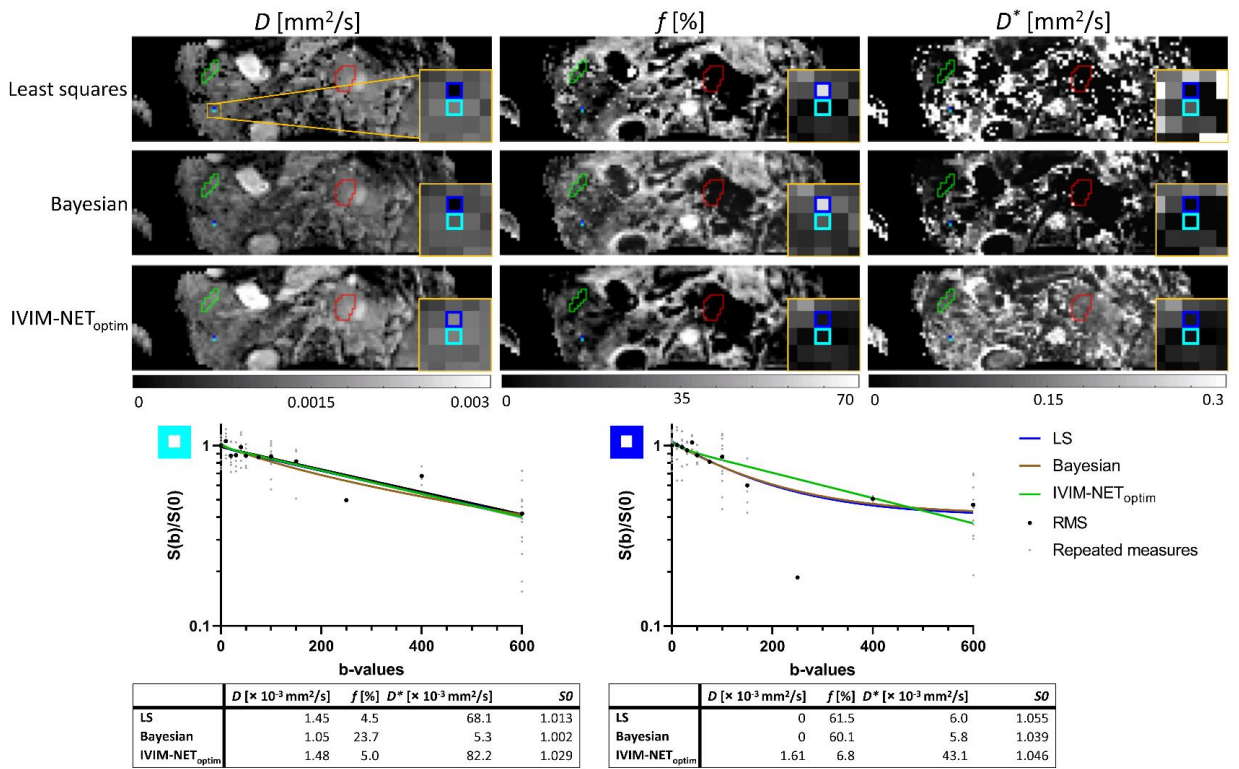 D [mm²/s] f [%] D* [mm²/s]
Least squares
Bayesian
IVIM-NEToptim
0 0.0015 0.003 0 35 70 0 0.15 0.3
S(b)/S(0)
1
0.1
0 200 400 600
b-values
S(b)/S(0)
1
0.1
0 200 400 600
b-values
LS
Bayesian
IVIM-NEToptim
RMS
Repeated measures
D [× 10⁻³ mm²/s] f [%] D* [× 10⁻³ mm²/s] S0
LS 1.45 4.5 68.1 1.013
Bayesian 1.05 23.7 5.3 1.002
IVIM-NEToptim 1.48 5.0 82.2 1.029
D [× 10⁻³ mm²/s] f [%] D* [× 10⁻³ mm²/s] S0
LS 0 61.5 6.0 1.055
Bayesian 0 60.1 5.8 1.039
IVIM-NEToptim 1.61 6.8 43.1 1.046